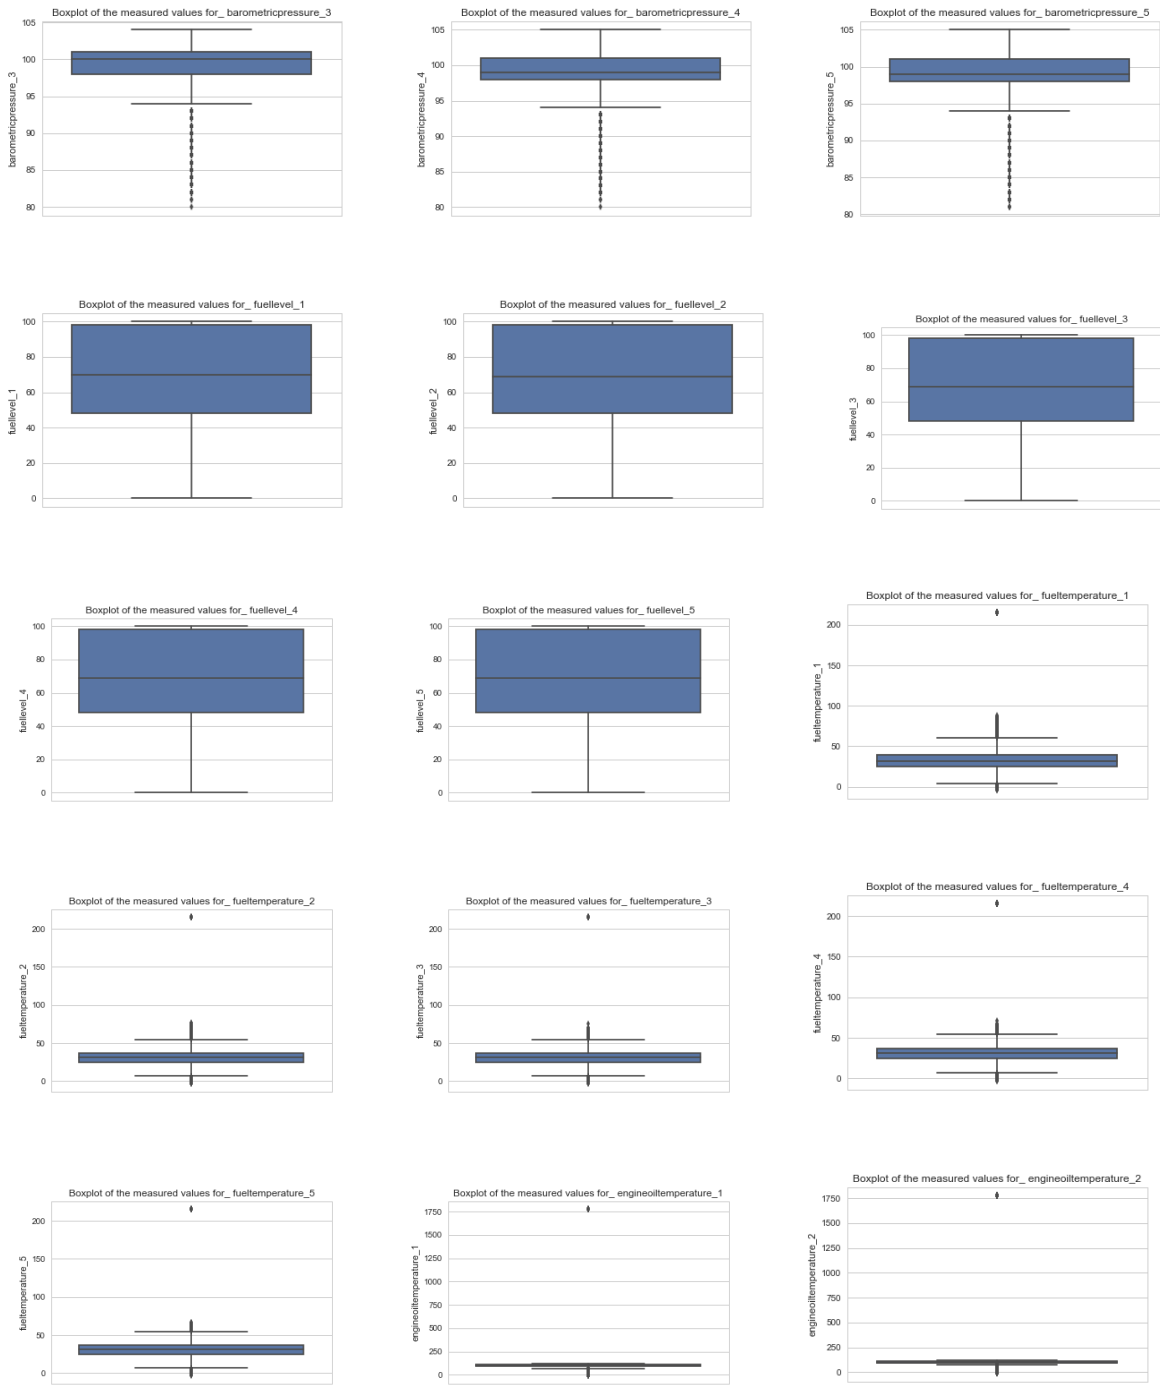 Boxplot of the measured values for_ barometricpressure_3
105
100
95
90
85
80
barometricpressure_3
Boxplot of the measured values for_ barometricpressure_4
105
100
95
90
85
80
barometricpressure_4
Boxplot of the measured values for_ barometricpressure_5
105
100
95
90
85
80
barometricpressure_5
Boxplot of the measured values for_ fuellevel_1
100
80
60
40
20
0
fuellevel_1
Boxplot of the measured values for_ fuellevel_2
100
80
60
40
20
0
fuellevel_2
Boxplot of the measured values for_ fuellevel_3
100
80
60
40
20
0
fuellevel_3
Boxplot of the measured values for_ fuellevel_4
100
80
60
40
20
0
fuellevel_4
Boxplot of the measured values for_ fuellevel_5
100
80
60
40
20
0
fuellevel_5
Boxplot of the measured values for_ fueltemperature_1
200
150
100
50
0
fueltemperature_1
Boxplot of the measured values for_ fueltemperature_2
200
150
100
50
0
fueltemperature_2
Boxplot of the measured values for_ fueltemperature_3
200
150
100
50
0
fueltemperature_3
Boxplot of the measured values for_ fueltemperature_4
200
150
100
50
0
fueltemperature_4
Boxplot of the measured values for_ fueltemperature_5
200
150
100
50
0
fueltemperature_5
Boxplot of the measured values for_ engineoiltemperature_1
1750
1500
1250
1000
750
500
250
0
engineoiltemperature_1
Boxplot of the measured values for_ engineoiltemperature_2
1750
1500
1250
1000
750
500
250
0
engineoiltemperature_2